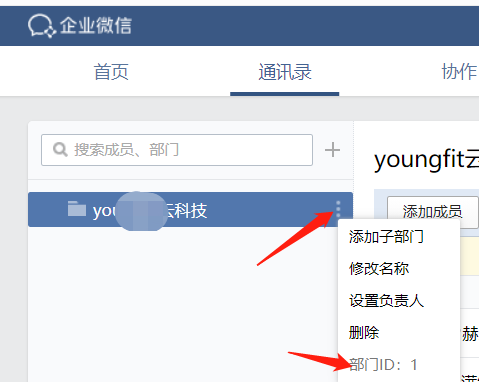 企业微信
首页 通讯录 协作
搜索成员、部门
youngfit云
you 云科技
添加成员
添加子部门
修改名称
设置负责人
删除
赫
部门ID：1